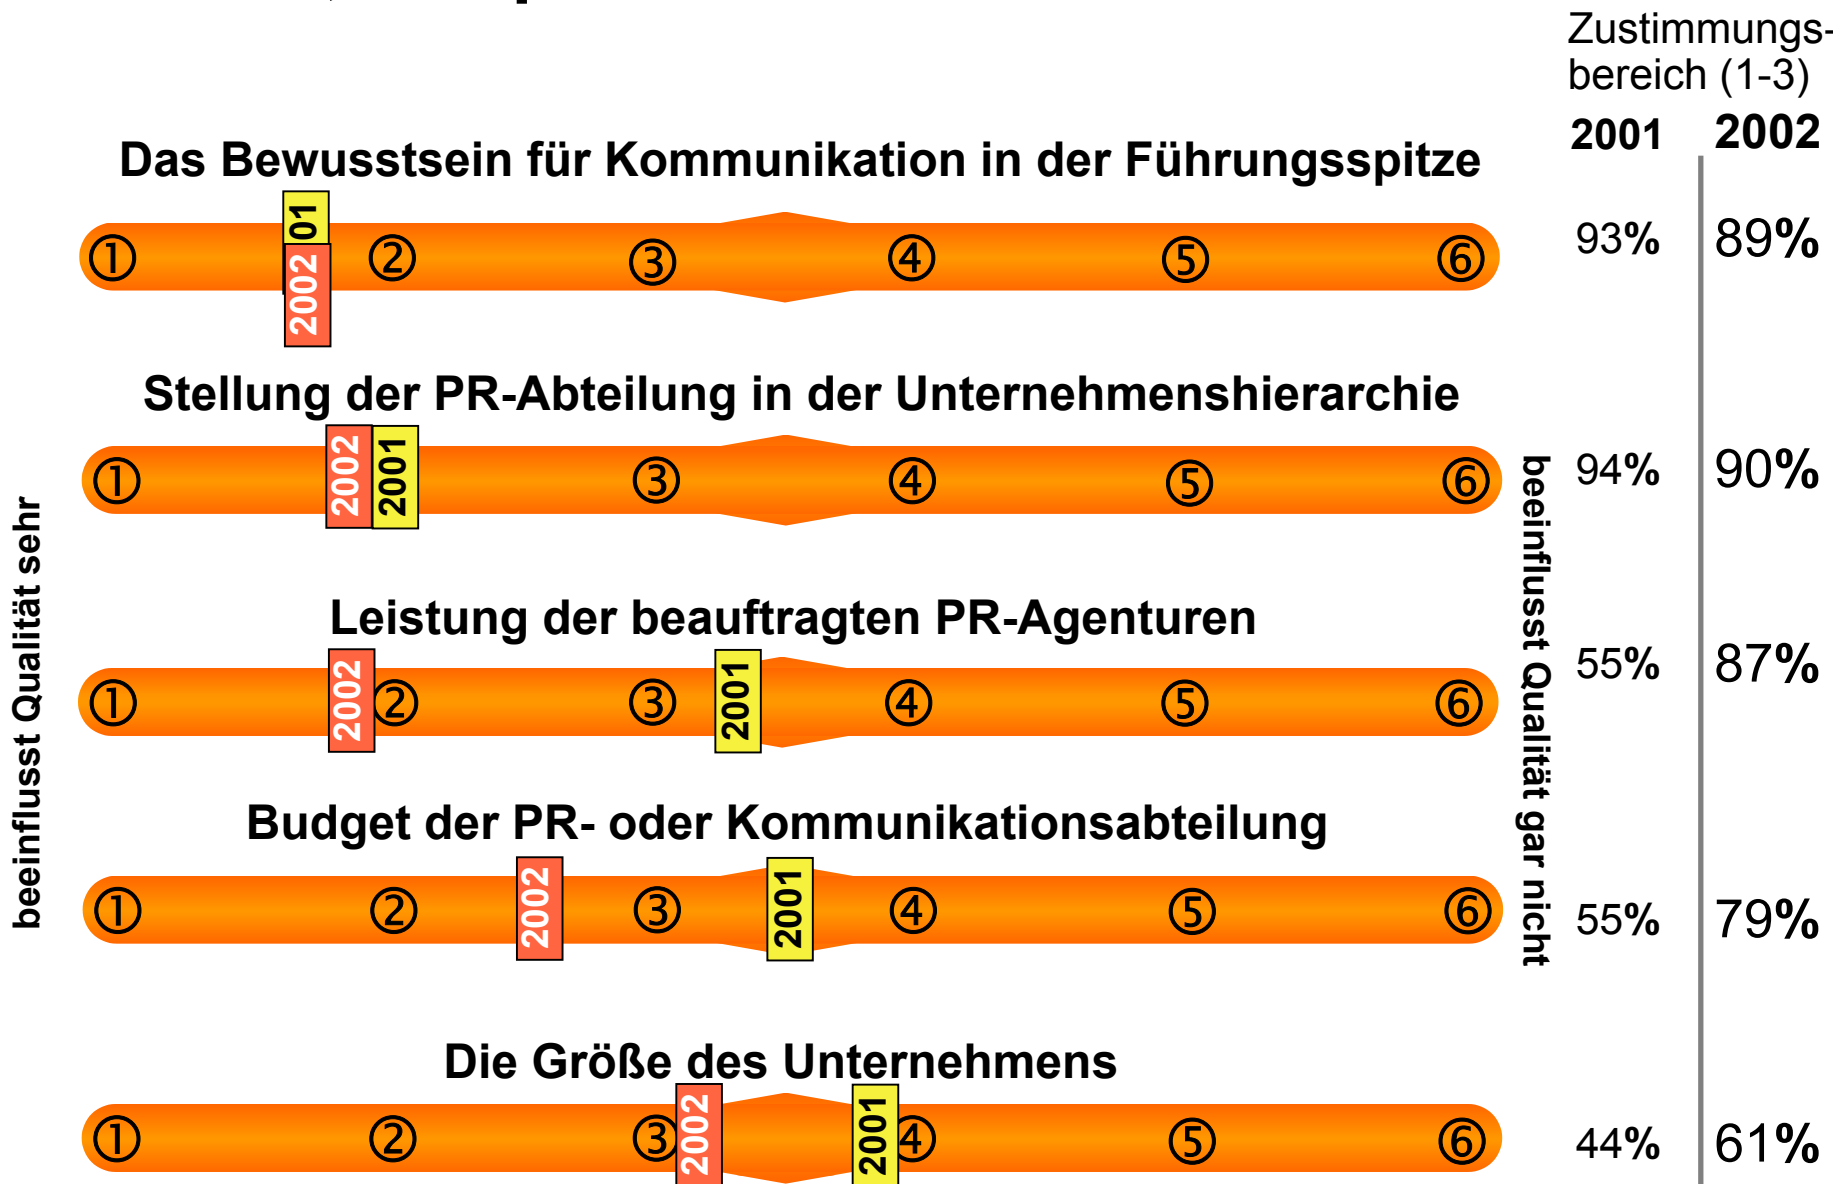 Zustimmungs-
bereich (1-3)
2001 2002
Das Bewusstsein für Kommunikation in der Führungsspitze
01
2002
① ② ③ ④ ⑤ ⑥
93% 89%
Stellung der PR-Abteilung in der Unternehmenshierarchie
① 2002 2001 ③ ④ ⑤ ⑥
94% 90%
beeinflusst Qualität sehr
beeinflusst Qualität gar nicht
Leistung der beauftragten PR-Agenturen
① 2002 ② ③ 2001 ④ ⑤ ⑥
55% 87%
Budget der PR- oder Kommunikationsabteilung
① ② 2002 ③ 2001 ④ ⑤ ⑥
55% 79%
Die Größe des Unternehmens
① ② ③ 2002 2001 ④ ⑤ ⑥
44% 61%